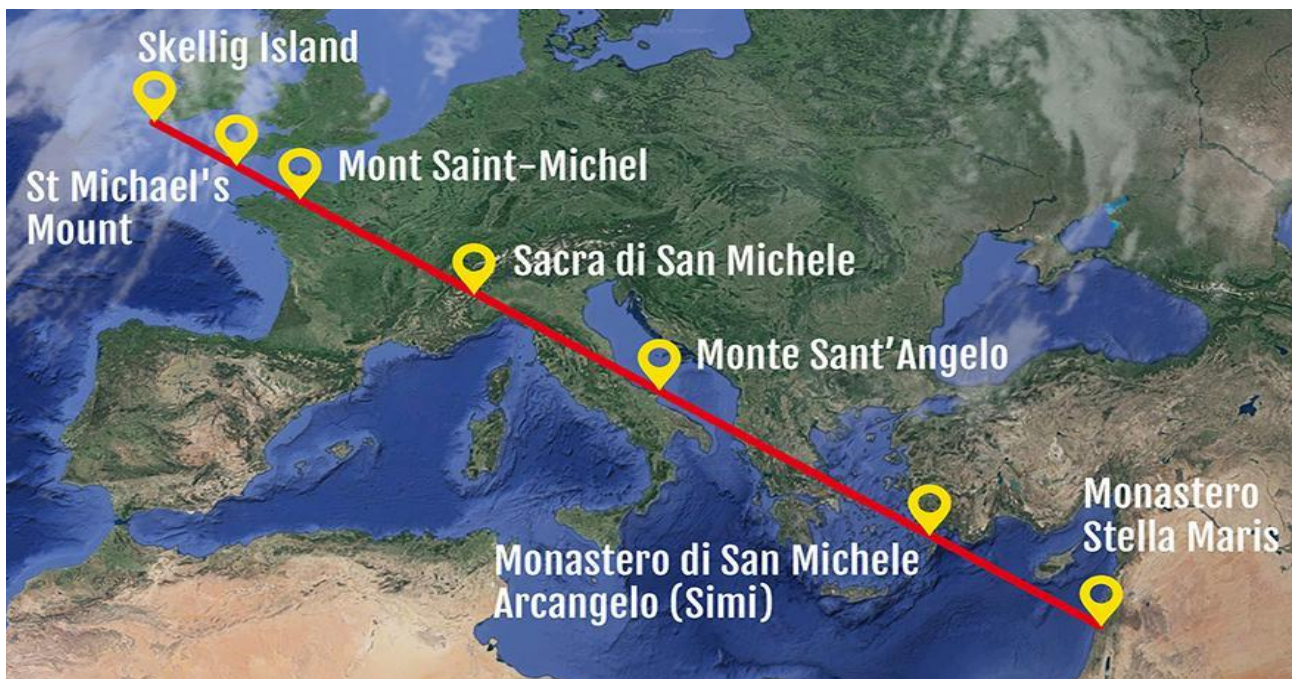 Skellig Island
St Michael's
Mount
Mont Saint-Michel
Sacra di San Michele
Monte Sant’Angelo
Monastero di San Michele
Arcangelo (Simi)
Monastero
Stella Maris